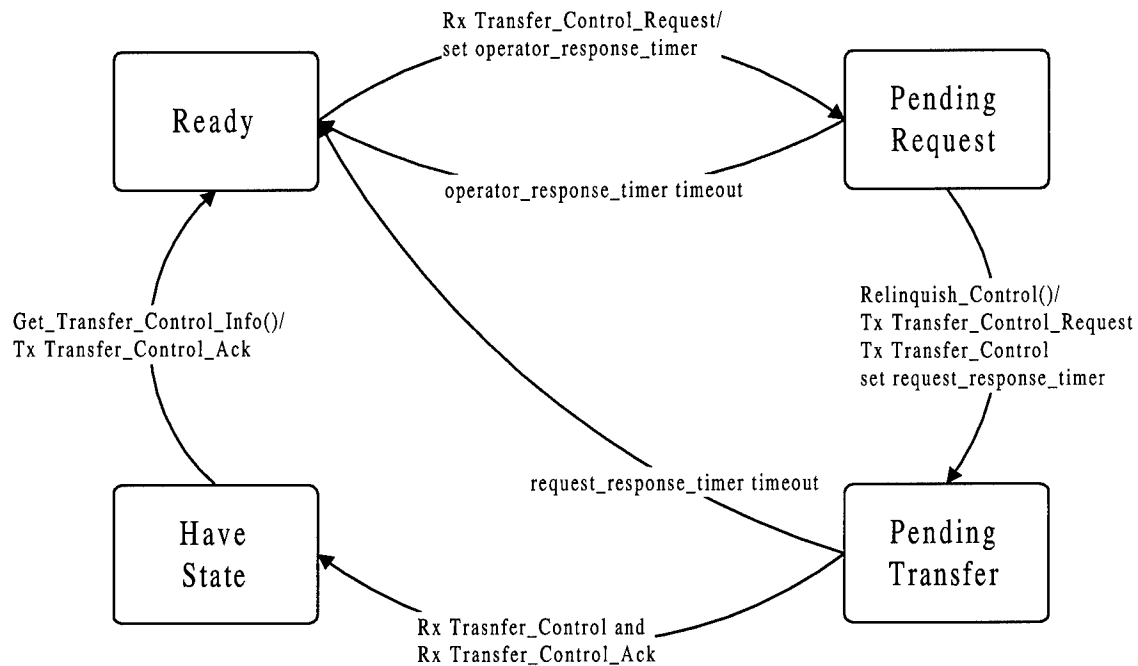 Rx Transfer_Control_Request/
set operator_response_timer
Ready
Pending
Request
operator_response_timer timeout
Get_Transfer_Control_Info()/
Tx Transfer_Control_Ack
Relinquish_Control()/
Tx Transfer_Control_Request
Tx Transfer_Control
set request_response_timer
request_response_timer timeout
Have
State
Pending
Transfer
Rx Trasnfer_Control and
Rx Transfer_Control_Ack